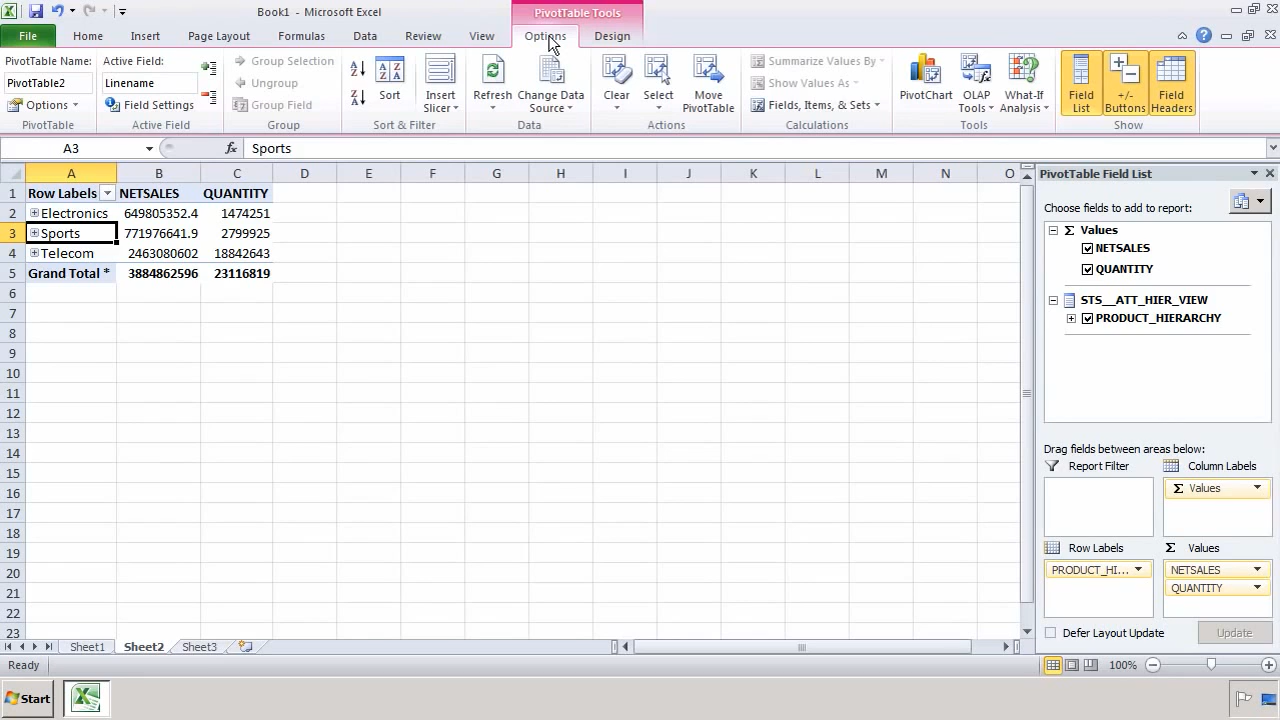 Book1 - Microsoft Excel
PivotTable Tools
File Home Insert Page Layout Formulas Data Review View Options Design
PivotTable Name:
PivotTable2
Options
PivotTable
Active Field:
Linename
Field Settings
Active Field
Group Selection
Ungroup
Group Field
Group
Sort
Insert
Slicer
Sort & Filter
Refresh
Change Data
Source
Data
Clear
Select
Move
PivotTable
Actions
Summarize Values By
Show Values As
Fields, Items, & Sets
Calculations
PivotChart
OLAP
Tools
What-If
Analysis
Tools
Field
List
+/-
Buttons
Field
Headers
Show
A3 fx Sports
A B C D E F G H I J K L M N O
1 Row Labels NETSALES QUANTITY
2 Electronics 649805352.4 1474251
3 Sports 771976641.9 2799925
4 Telecom 2463080602 18842643
5 Grand Total * 3884862596 23116819
6
7
8
9
10
11
12
13
14
15
16
17
18
19
20
21
22
23
PivotTable Field List
Choose fields to add to report:
Σ Values
NETSALES
QUANTITY
STS__ATT_HIER_VIEW
PRODUCT_HIERARCHY
Drag fields between areas below:
Report Filter
Column Labels
Σ Values
Row Labels
Σ Values
PRODUCT_HI...
NETSALES
QUANTITY
Defer Layout Update
Update
Sheet1 Sheet2 Sheet3
Ready
100%
Start